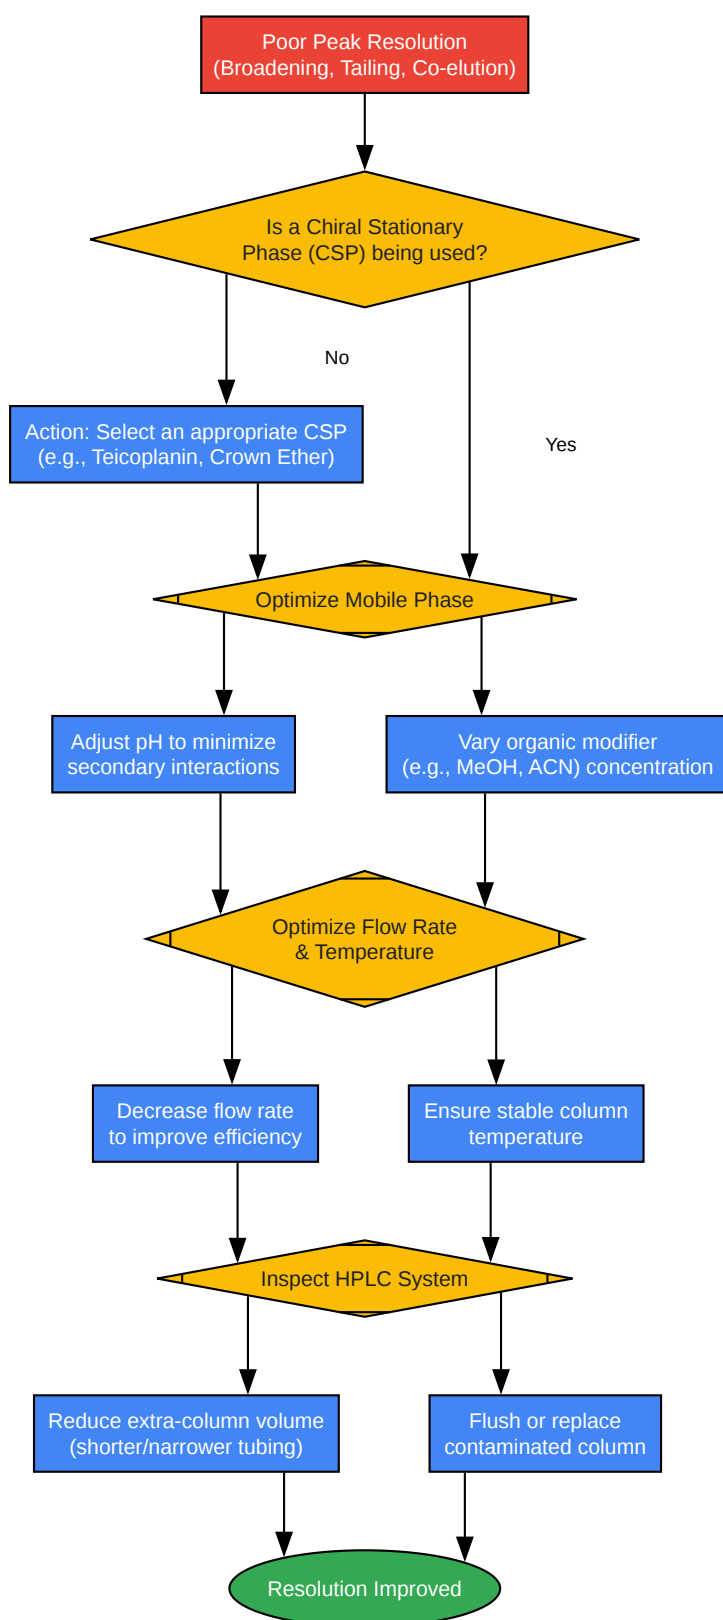 Poor Peak Resolution
(Broadening, Tailing, Co-elution)
Is a Chiral Stationary
Phase (CSP) being used?
No
Action: Select an appropriate CSP
(e.g., Teicoplanin, Crown Ether)
Yes
Optimize Mobile Phase
Adjust pH to minimize
secondary interactions
Vary organic modifier
(e.g., MeOH, ACN) concentration
Optimize Flow Rate
& Temperature
Decrease flow rate
to improve efficiency
Ensure stable column
temperature
Inspect HPLC System
Reduce extra-column volume
(shorter/narrower tubing)
Flush or replace
contaminated column
Resolution Improved